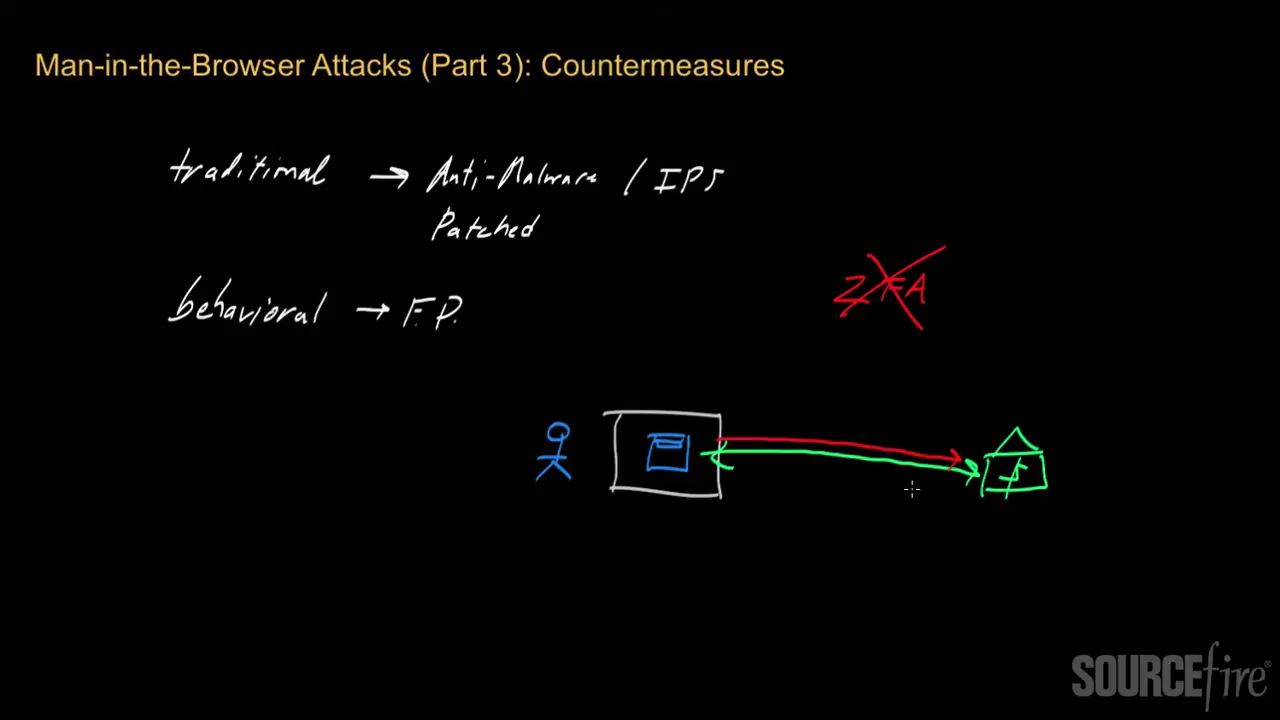 Man-in-the-Browser Attacks (Part 3): Countermeasures
traditional → Anti-Malware / IPS
Patched
2FA
behavioral → F.P.
$
SOURCEfire®